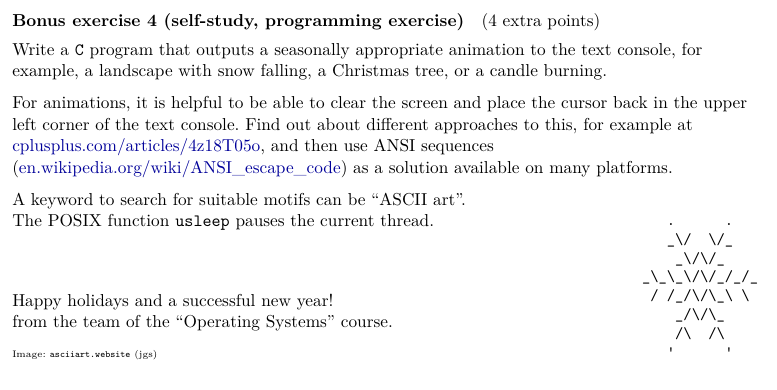 Bonus exercise 4 (self-study, programming exercise) (4 extra points)
Write a C program that outputs a seasonally appropriate animation to the text console, for
example, a landscape with snow falling, a Christmas tree, or a candle burning.
For animations, it is helpful to be able to clear the screen and place the cursor back in the upper
left corner of the text console. Find out about different approaches to this, for example at
cplusplus.com/articles/4z18T05o, and then use ANSI sequences
(en.wikipedia.org/wiki/ANSI_escape_code) as a solution available on many platforms.
A keyword to search for suitable motifs can be “ASCII art”.
The POSIX function usleep pauses the current thread.
   .      .
   _\/  \/_
    _\/\/_
_\_\_\/\/_/_/_
 / /_/\/\_\ \
    _/\/\_
    /\  /\
   '      '
Happy holidays and a successful new year!
from the team of the “Operating Systems” course.
Image: asciiart.website (jgs)